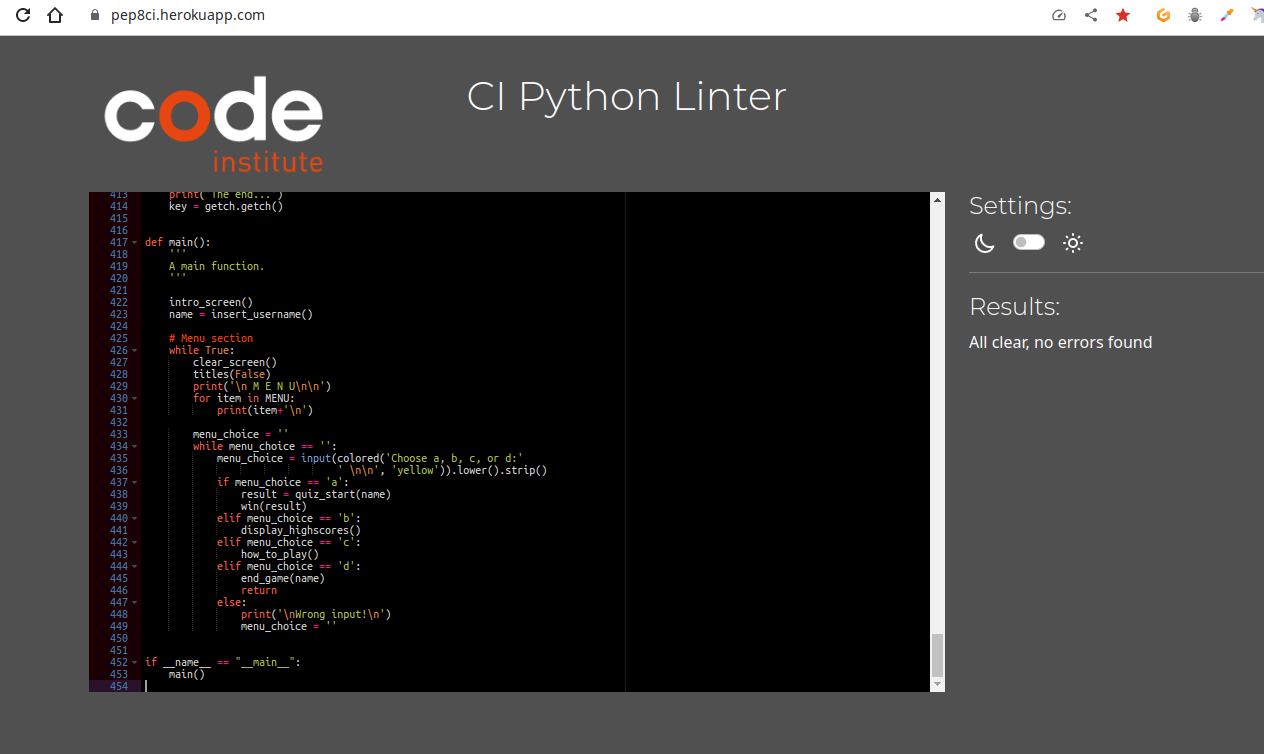 pep8ci.herokuapp.com
code
institute
CI Python Linter
413 print("The end...")
414 key = getch.getch()
415
416
417 def main():
418 '''
419 A main function.
420 '''
421
422 intro_screen()
423 name = insert_username()
424
425 # Menu section
426 while True:
427 clear_screen()
428 titles(False)
429 print('\n M E N U\n\n')
430 for item in MENU:
431 print(item+'\n')
432
433 menu_choice = ''
434 while menu_choice == '':
435 menu_choice = input(colored('Choose a, b, c, or d:'
436 ' \n\n', 'yellow')).lower().strip()
437 if menu_choice == 'a':
438 result = quiz_start(name)
439 win(result)
440 elif menu_choice == 'b':
441 display_highscores()
442 elif menu_choice == 'c':
443 how_to_play()
444 elif menu_choice == 'd':
445 end_game(name)
446 return
447 else:
448 print('\nWrong input!\n')
449 menu_choice = ''
450
451
452 if __name__ == "__main__":
453 main()
454
Settings:
Results:
All clear, no errors found